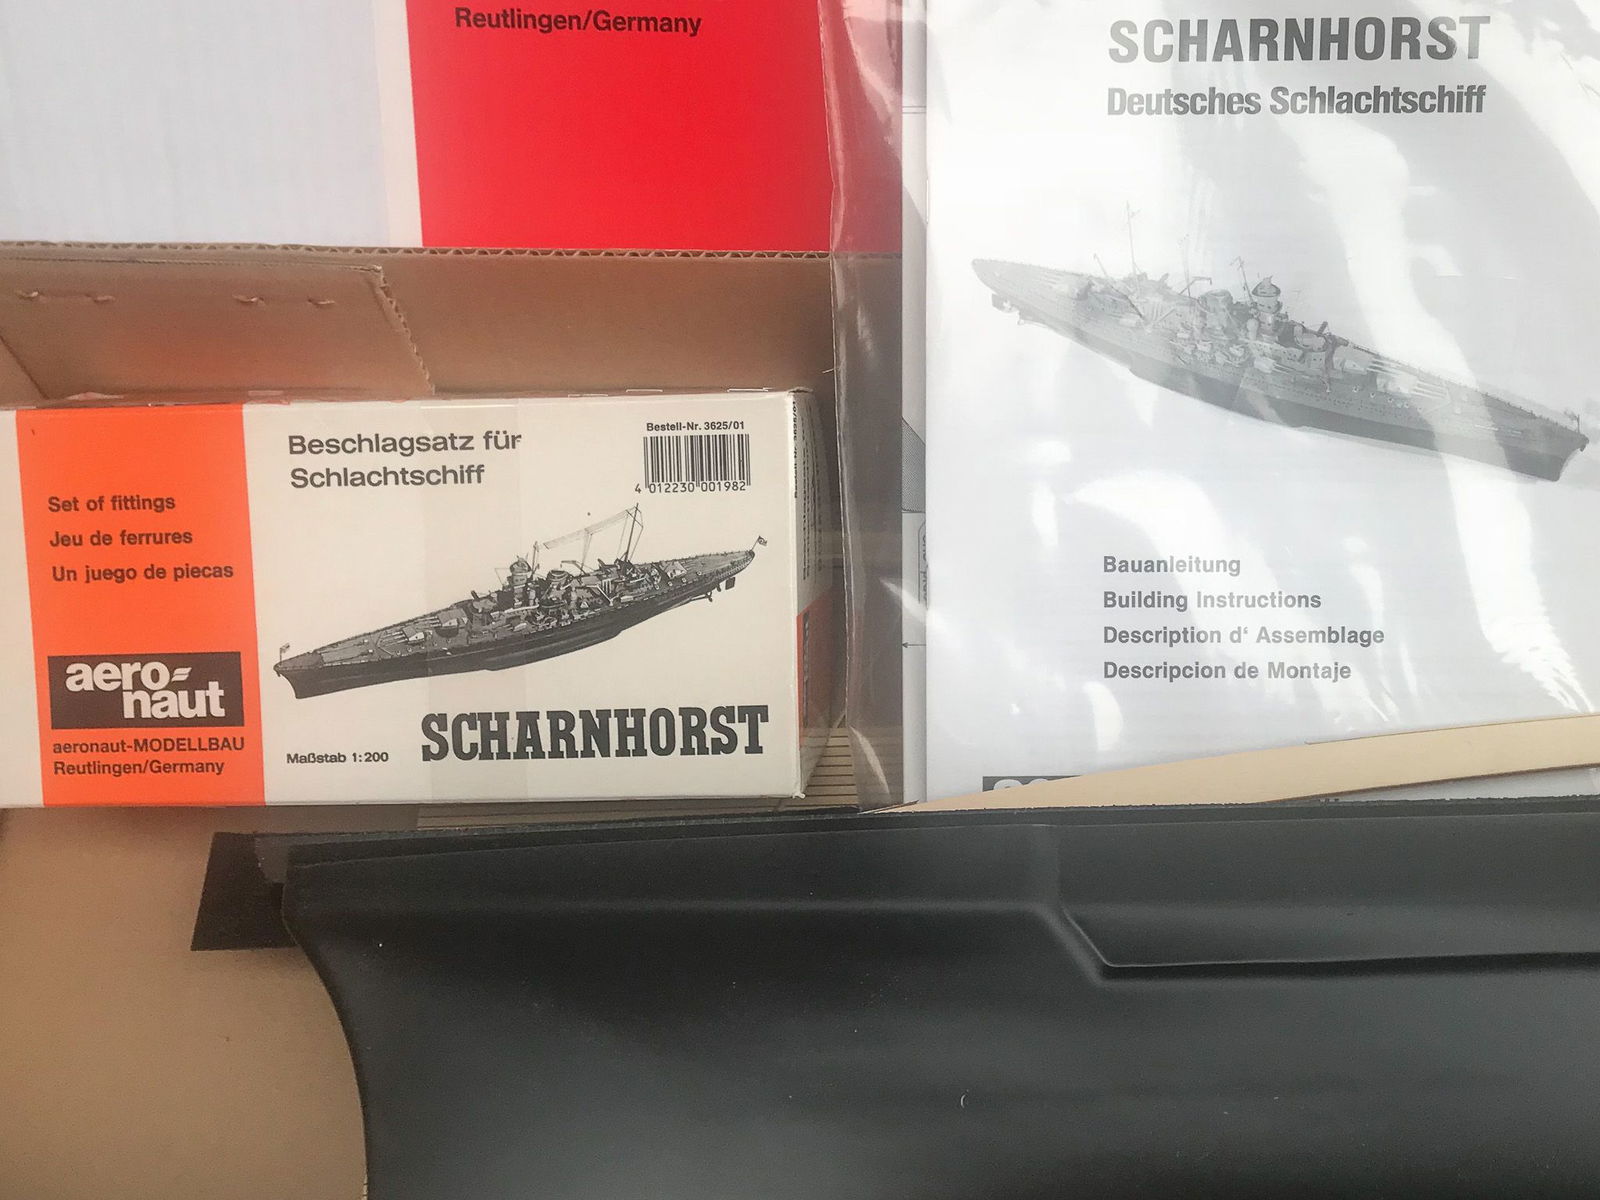 Reutlingen/Germany
SCHARNHORST
Deutsches Schlachtschiff
Bauanleitung
Building Instructions
Description d' Assemblage
Descripcion de Montaje
Beschlagsatz für
Schlachtschiff
Bestell-Nr. 3625/01
4 012230 001982
Set of fittings
Jeu de ferrures
Un juego de piecas
aero-
naut
aeronaut-MODELLBAU
Reutlingen/Germany
Maßstab 1:200
SCHARNHORST